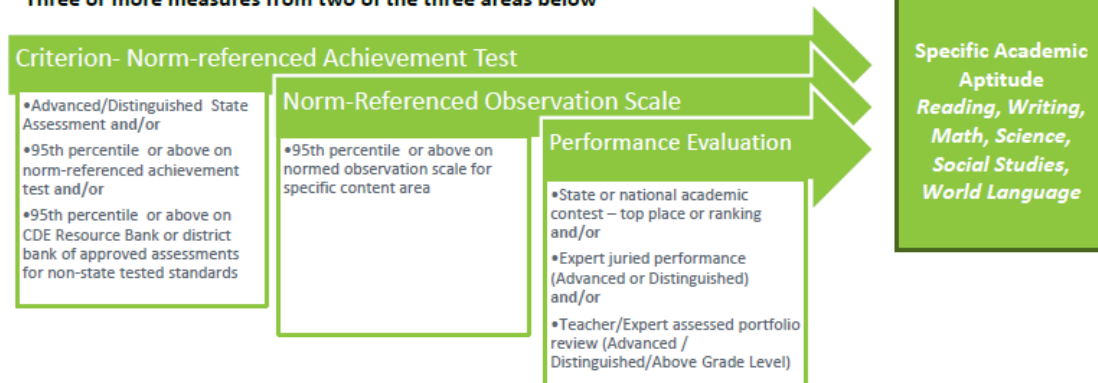 Three or more measures from two of the three areas below
Criterion- Norm-referenced Achievement Test
•Advanced/Distinguished State
Assessment and/or
•95th percentile or above on
norm-referenced achievement
test and/or
•95th percentile or above on
CDE Resource Bank or district
bank of approved assessments
for non-state tested standards
Norm-Referenced Observation Scale
•95th percentile or above on
normed observation scale for
specific content area
Performance Evaluation
•State or national academic
contest – top place or ranking
and/or
•Expert juried performance
(Advanced or Distinguished)
and/or
•Teacher/Expert assessed portfolio
review (Advanced /
Distinguished/Above Grade Level)
Specific Academic
Aptitude
Reading, Writing,
Math, Science,
Social Studies,
World Language